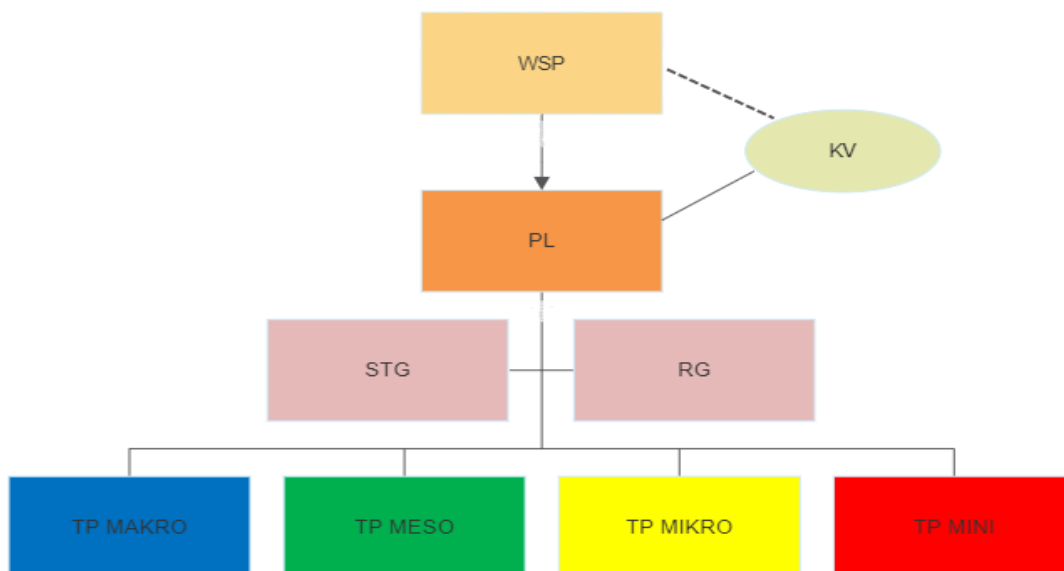 WSP
KV
PL
STG
RG
TP MAKRO
TP MESO
TP MIKRO
TP MINI